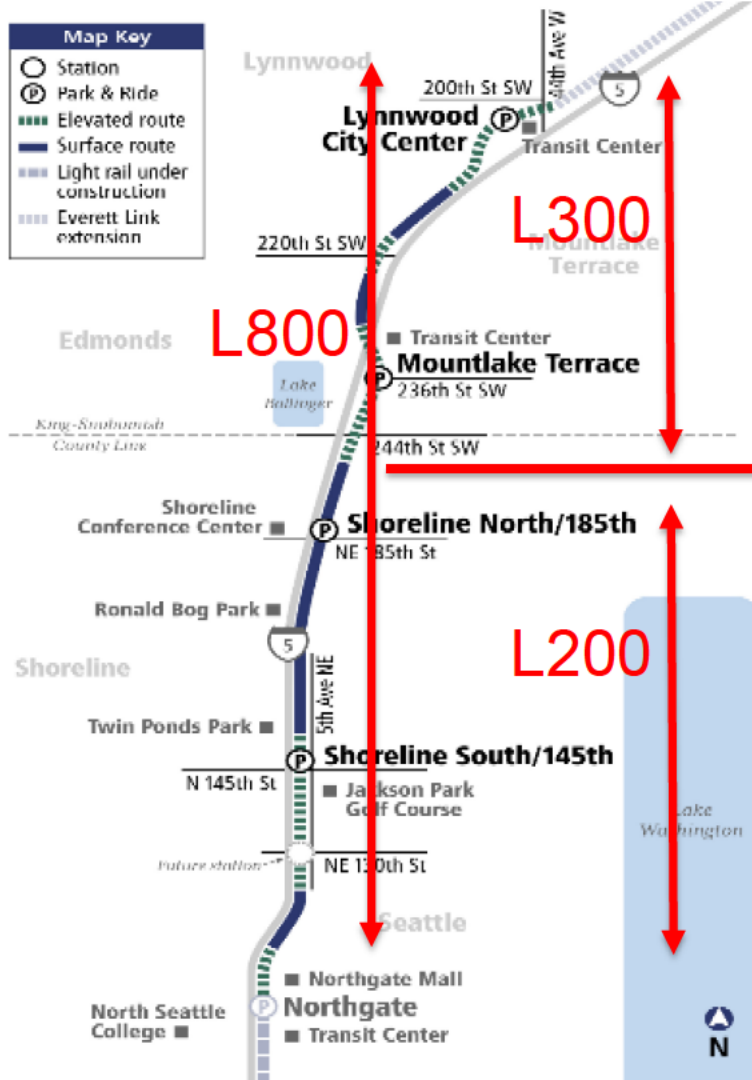 Map Key
Station
P Park & Ride
Elevated route
Surface route
Light rail under
construction
Everett Link
extension
Lynnwood
44th Ave W
200th St SW
5
Lynnwood
City Center
P
Transit Center
L300
Mountlake
Terrace
220th St SW
L800
Edmonds
Transit Center
Mountlake Terrace
P
236th St SW
Lake
Ballinger
King-Snohomish
County Line
244th St SW
Shoreline
Conference Center
P
Shoreline North/185th
NE 185th St
Ronald Bog Park
5
L200
Shoreline
5th Ave NE
Twin Ponds Park
P
Shoreline South/145th
N 145th St
Jackson Park
Golf Course
Lake
Washington
Future station
NE 130th St
Seattle
Northgate Mall
P
Northgate
North Seattle
College
Transit Center
N